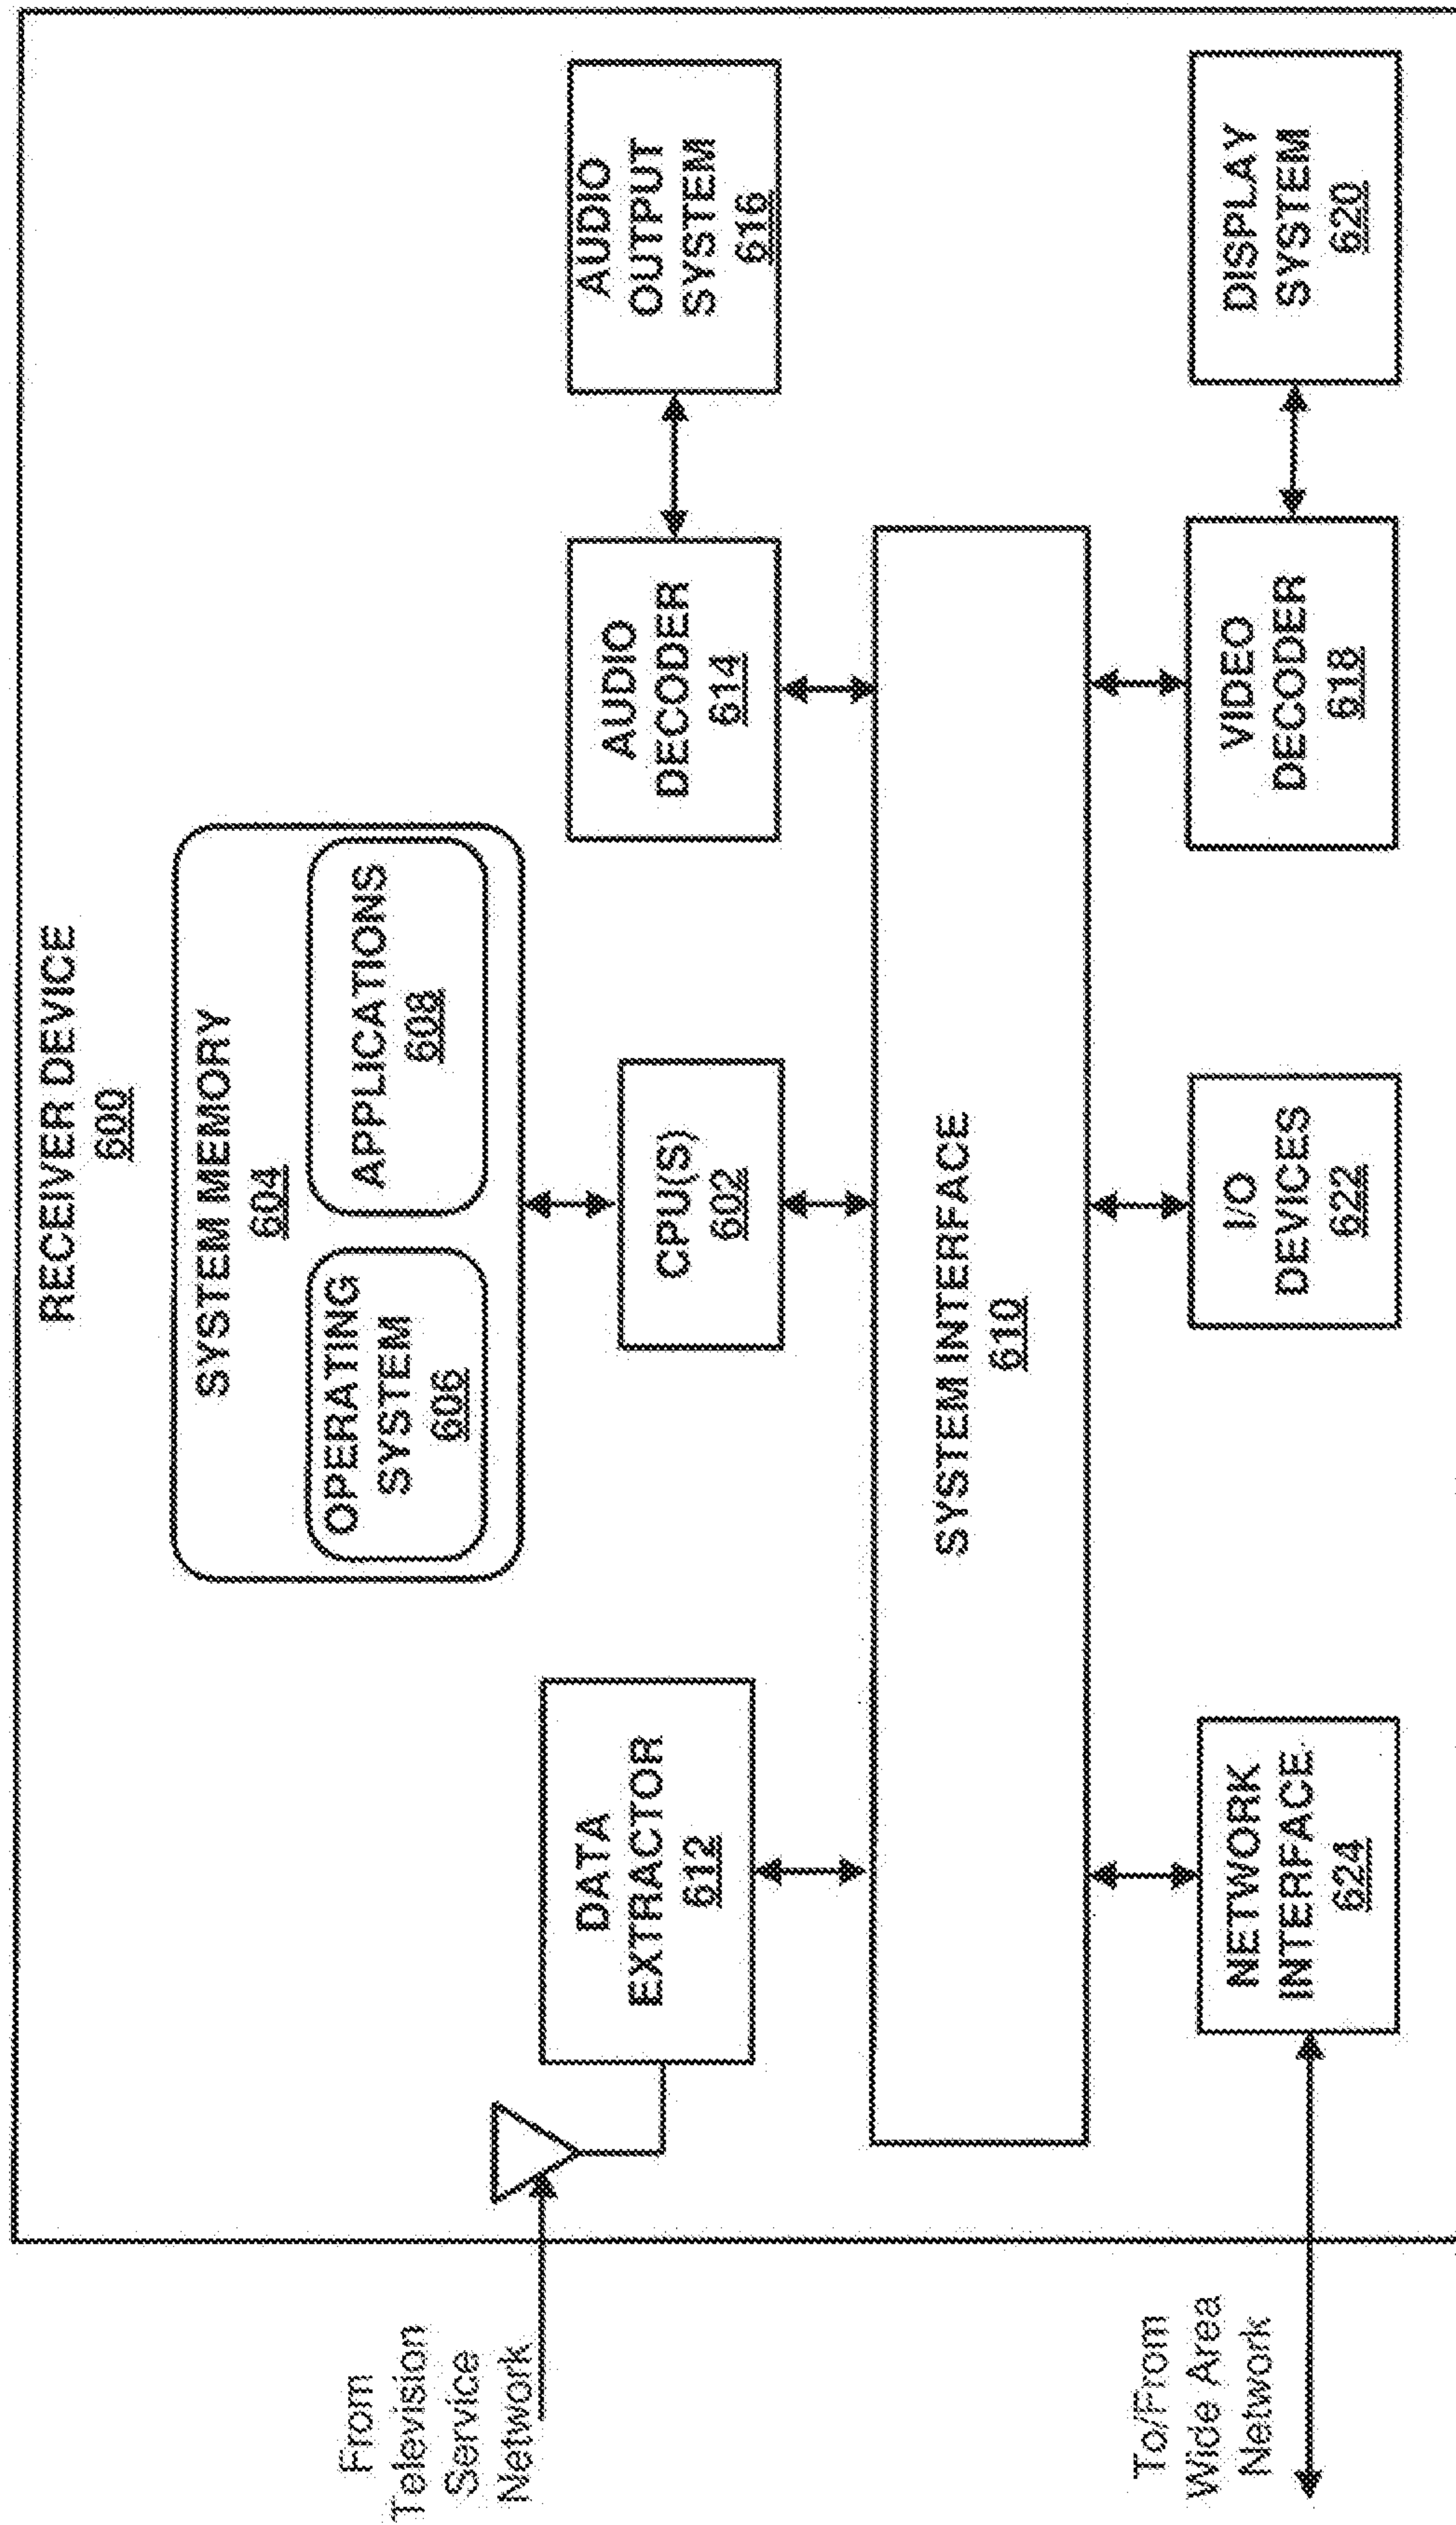 RECEIVER DEVICE
600
SYSTEM MEMORY
604
OPERATING
SYSTEM
606
APPLICATIONS
608
From
Television
Service
Network
DATA
EXTRACTOR
612
CPU(S)
602
AUDIO
DECODER
614
AUDIO
OUTPUT
SYSTEM
616
SYSTEM INTERFACE
610
To/From
Wide Area
Network
NETWORK
INTERFACE
624
I/O
DEVICES
622
VIDEO
DECODER
618
DISPLAY
SYSTEM
620